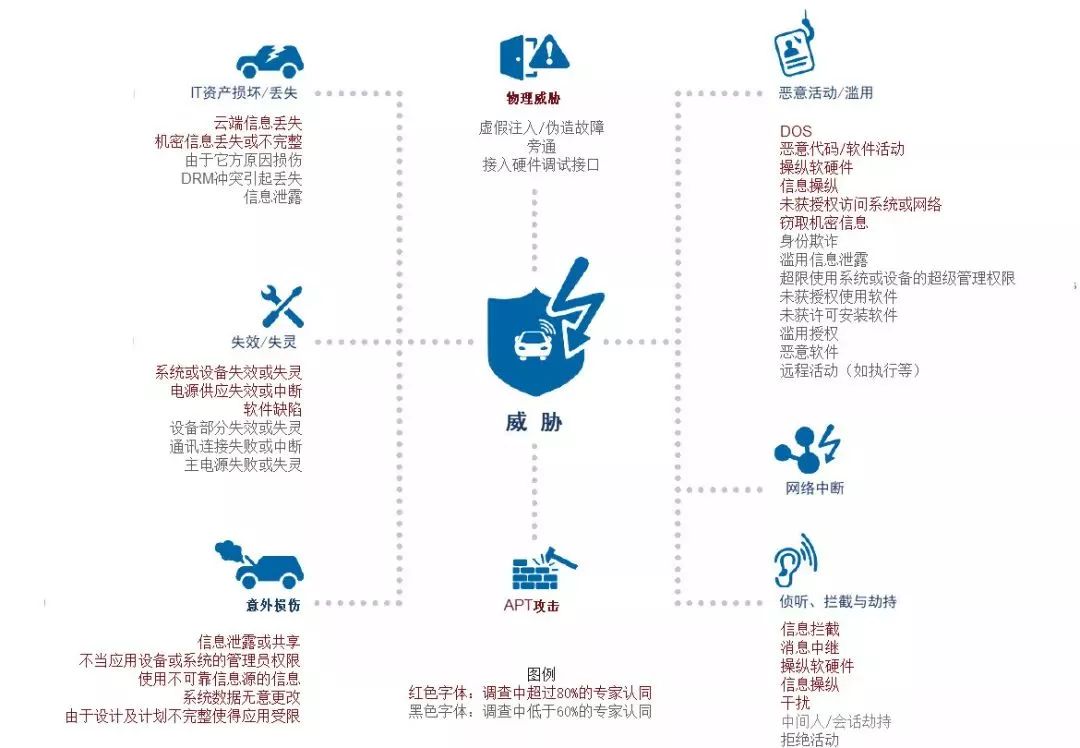 IT资产损坏/丢失
云端信息丢失
机密信息丢失或不完整
由于它方原因损伤
DRM冲突引起丢失
信息泄露
物理威胁
虚假注入/伪造故障
旁通
接入硬件调试接口
恶意活动/滥用
DOS
恶意代码/软件活动
操纵软硬件
信息操纵
未获授权访问系统或网络
窃取机密信息
身份欺诈
滥用信息泄露
超限使用系统或设备的超级管理权限
未获授权使用软件
未获许可安装软件
滥用授权
恶意软件
远程活动（如执行等）
失效/失灵
系统或设备失效或失灵
电源供应失效或中断
软件缺陷
设备部分失效或失灵
通讯连接失败或中断
主电源失败或失灵
威 胁
网络中断
意外损伤
信息泄露或共享
不当应用设备或系统的管理员权限
使用不可靠信息源的信息
系统数据无意更改
由于设计及计划不完整使得应用受限
APT攻击
图例
红色字体：调查中超过80%的专家认同
黑色字体：调查中低于60%的专家认同
侦听、拦截与劫持
信息拦截
消息中继
操纵软硬件
信息操纵
干扰
中间人/会话劫持
拒绝活动